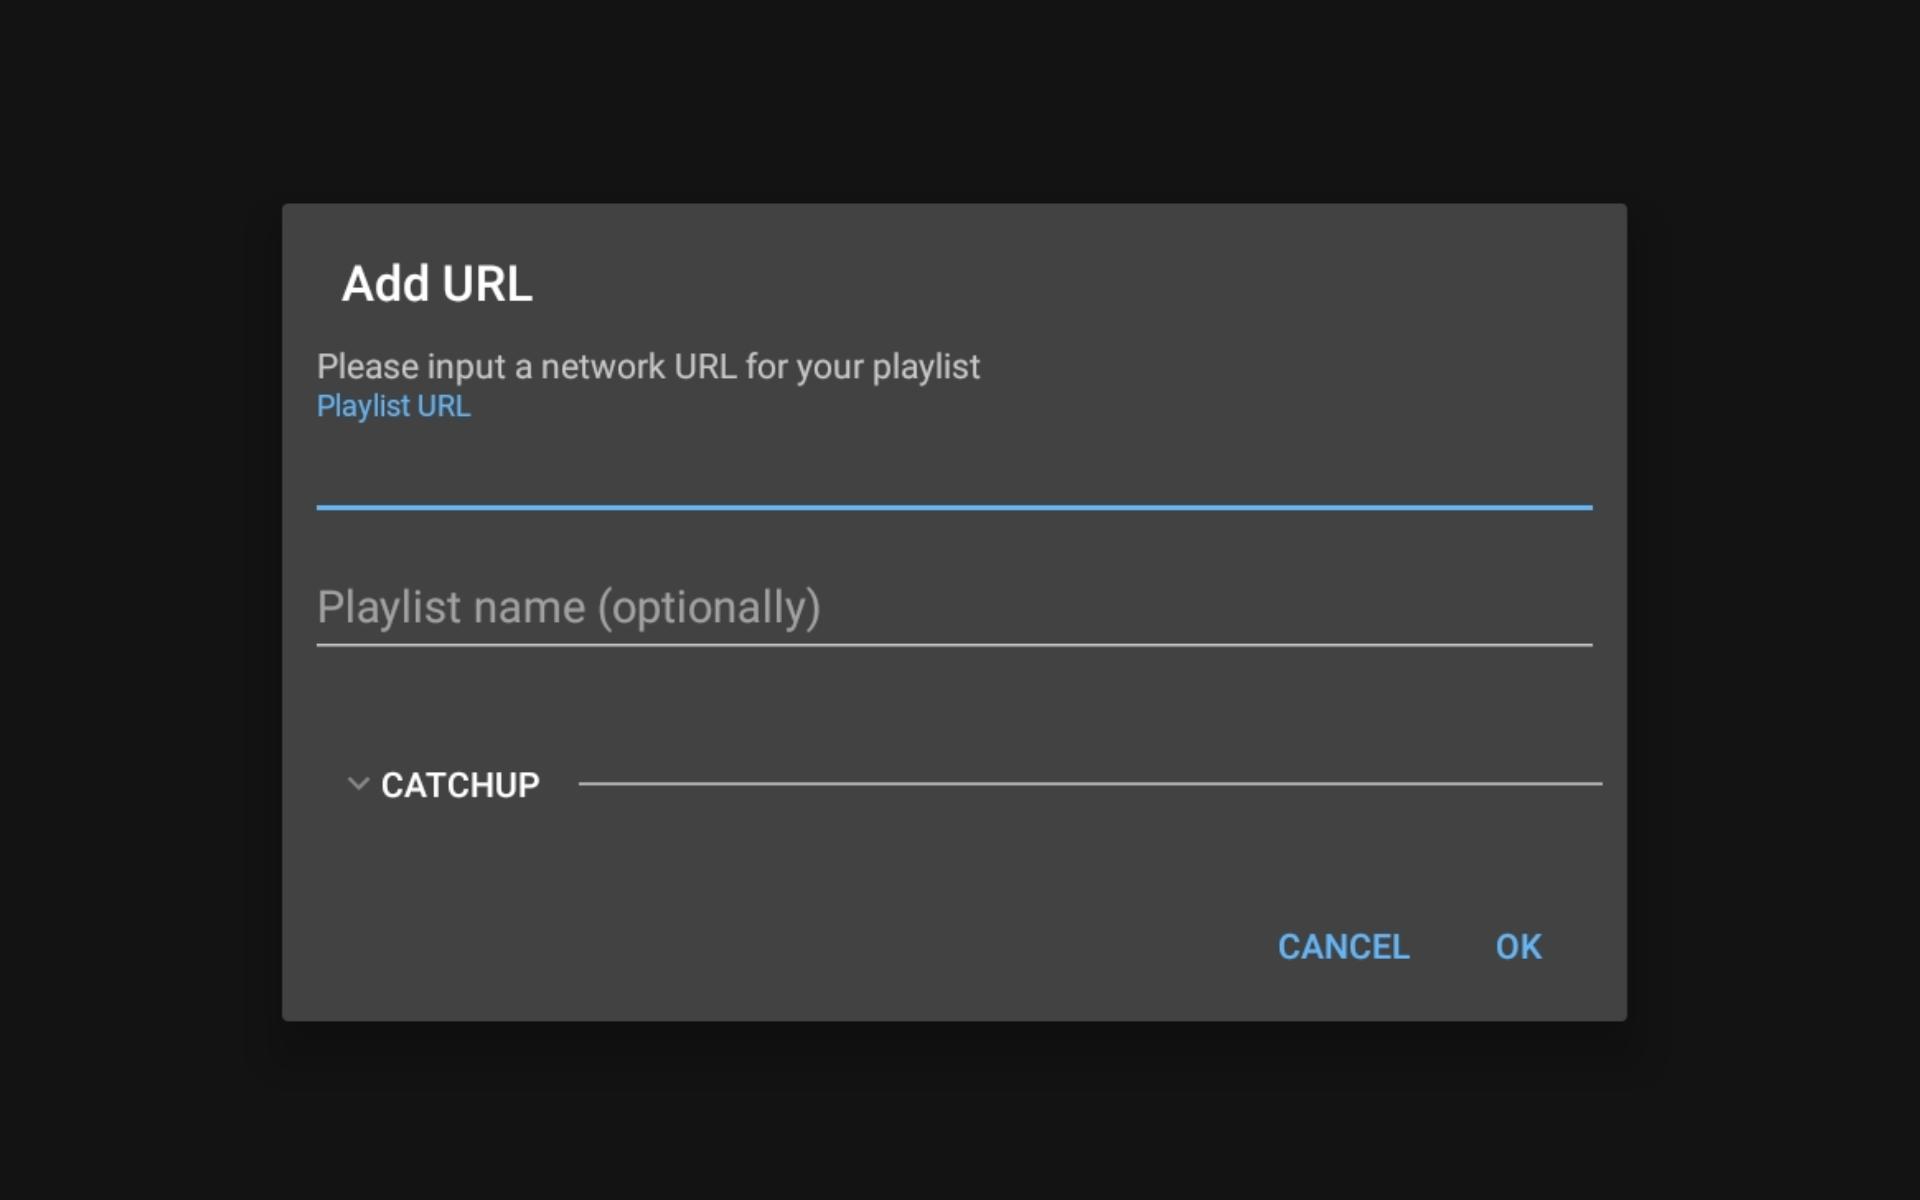 Add URL
Please input a network URL for your playlist
Playlist URL
Playlist name (optionally)
CATCHUP
CANCEL OK